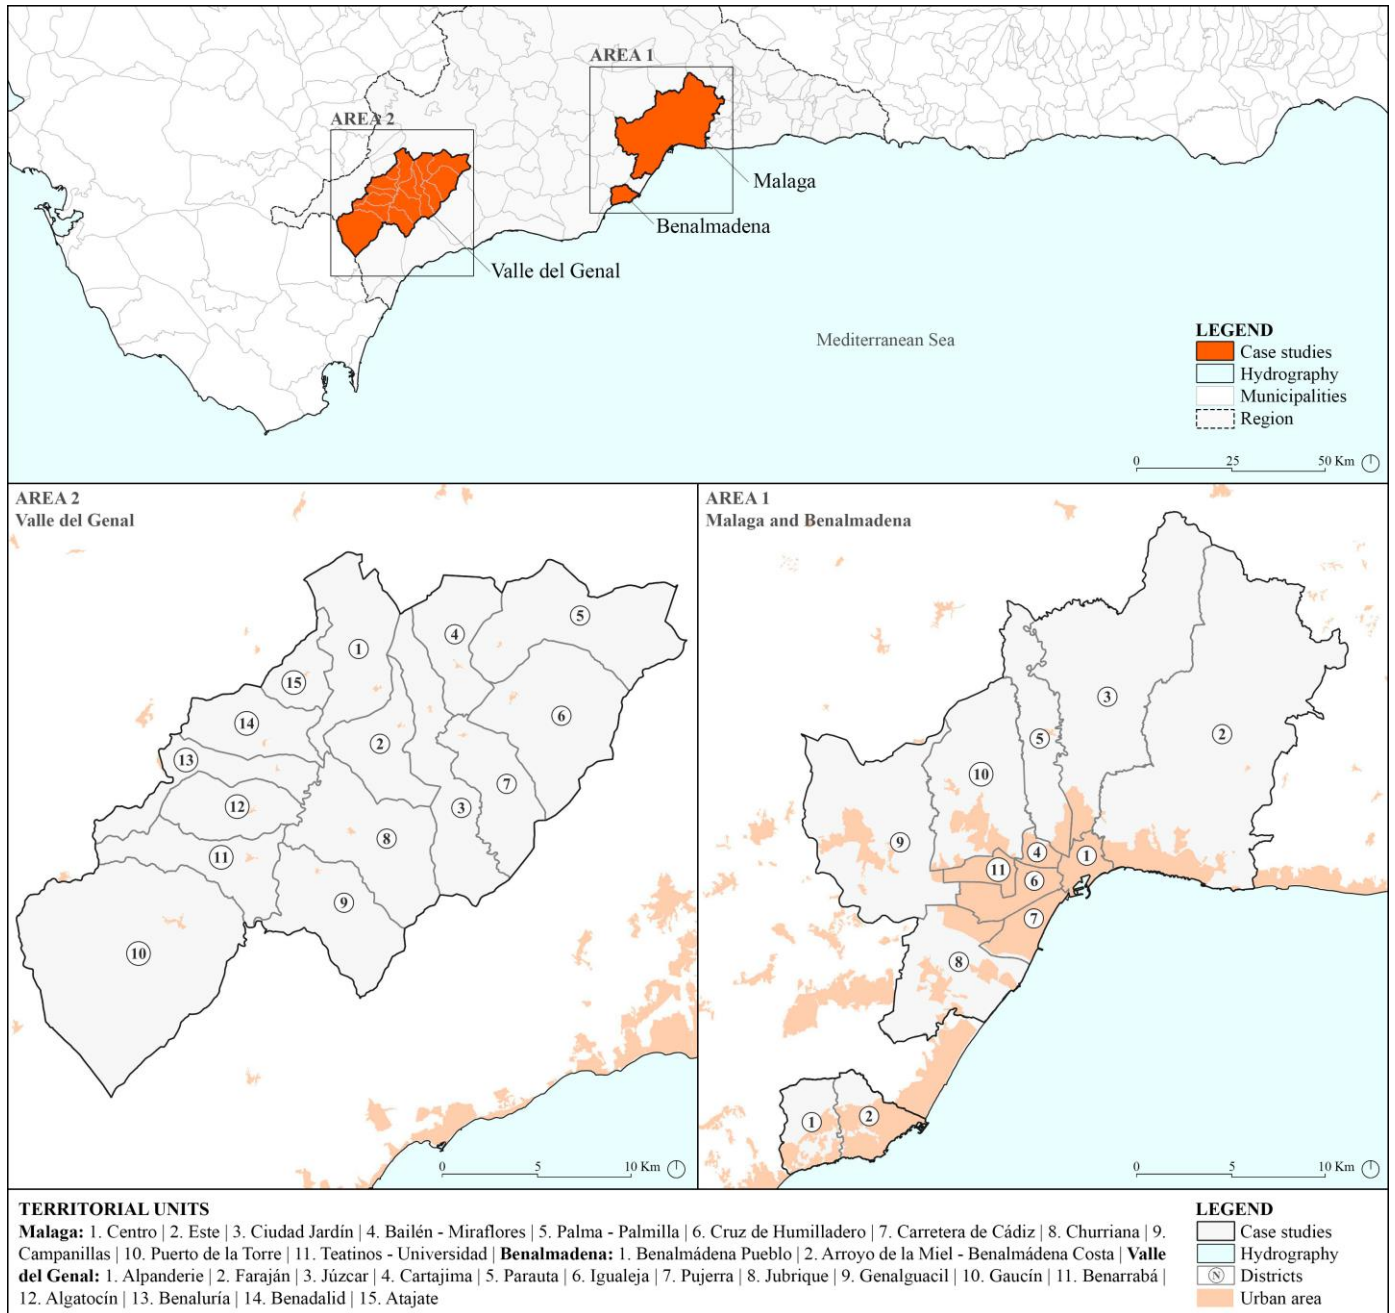 AREA 1
AREA 2
Malaga
Benalmadena
Valle del Genal
Mediterranean Sea
LEGEND
Case studies
Hydrography
Municipalities
Region
0 25 50 Km
AREA 2
Valle del Genal
1
2
3
4
5
6
7
8
9
10
11
12
13
14
15
0 5 10 Km
AREA 1
Malaga and Benalmadena
1
2
3
4
5
6
7
8
9
10
11
1
2
0 5 10 Km
TERRITORIAL UNITS
Malaga: 1. Centro | 2. Este | 3. Ciudad Jardín | 4. Bailén - Miraflores | 5. Palma - Palmilla | 6. Cruz de Humilladero | 7. Carretera de Cádiz | 8. Churriana | 9.
Campanillas | 10. Puerto de la Torre | 11. Teatinos - Universidad | Benalmadena: 1. Benalmádena Pueblo | 2. Arroyo de la Miel - Benalmádena Costa | Valle
del Genal: 1. Alpanderie | 2. Faraján | 3. Júzcar | 4. Cartajima | 5. Parauta | 6. Igualeja | 7. Pujerra | 8. Jubrique | 9. Genalguacil | 10. Gaucín | 11. Benarrabá |
12. Algatocín | 13. Benaluría | 14. Benadalid | 15. Atajate
LEGEND
Case studies
Hydrography
N Districts
Urban area